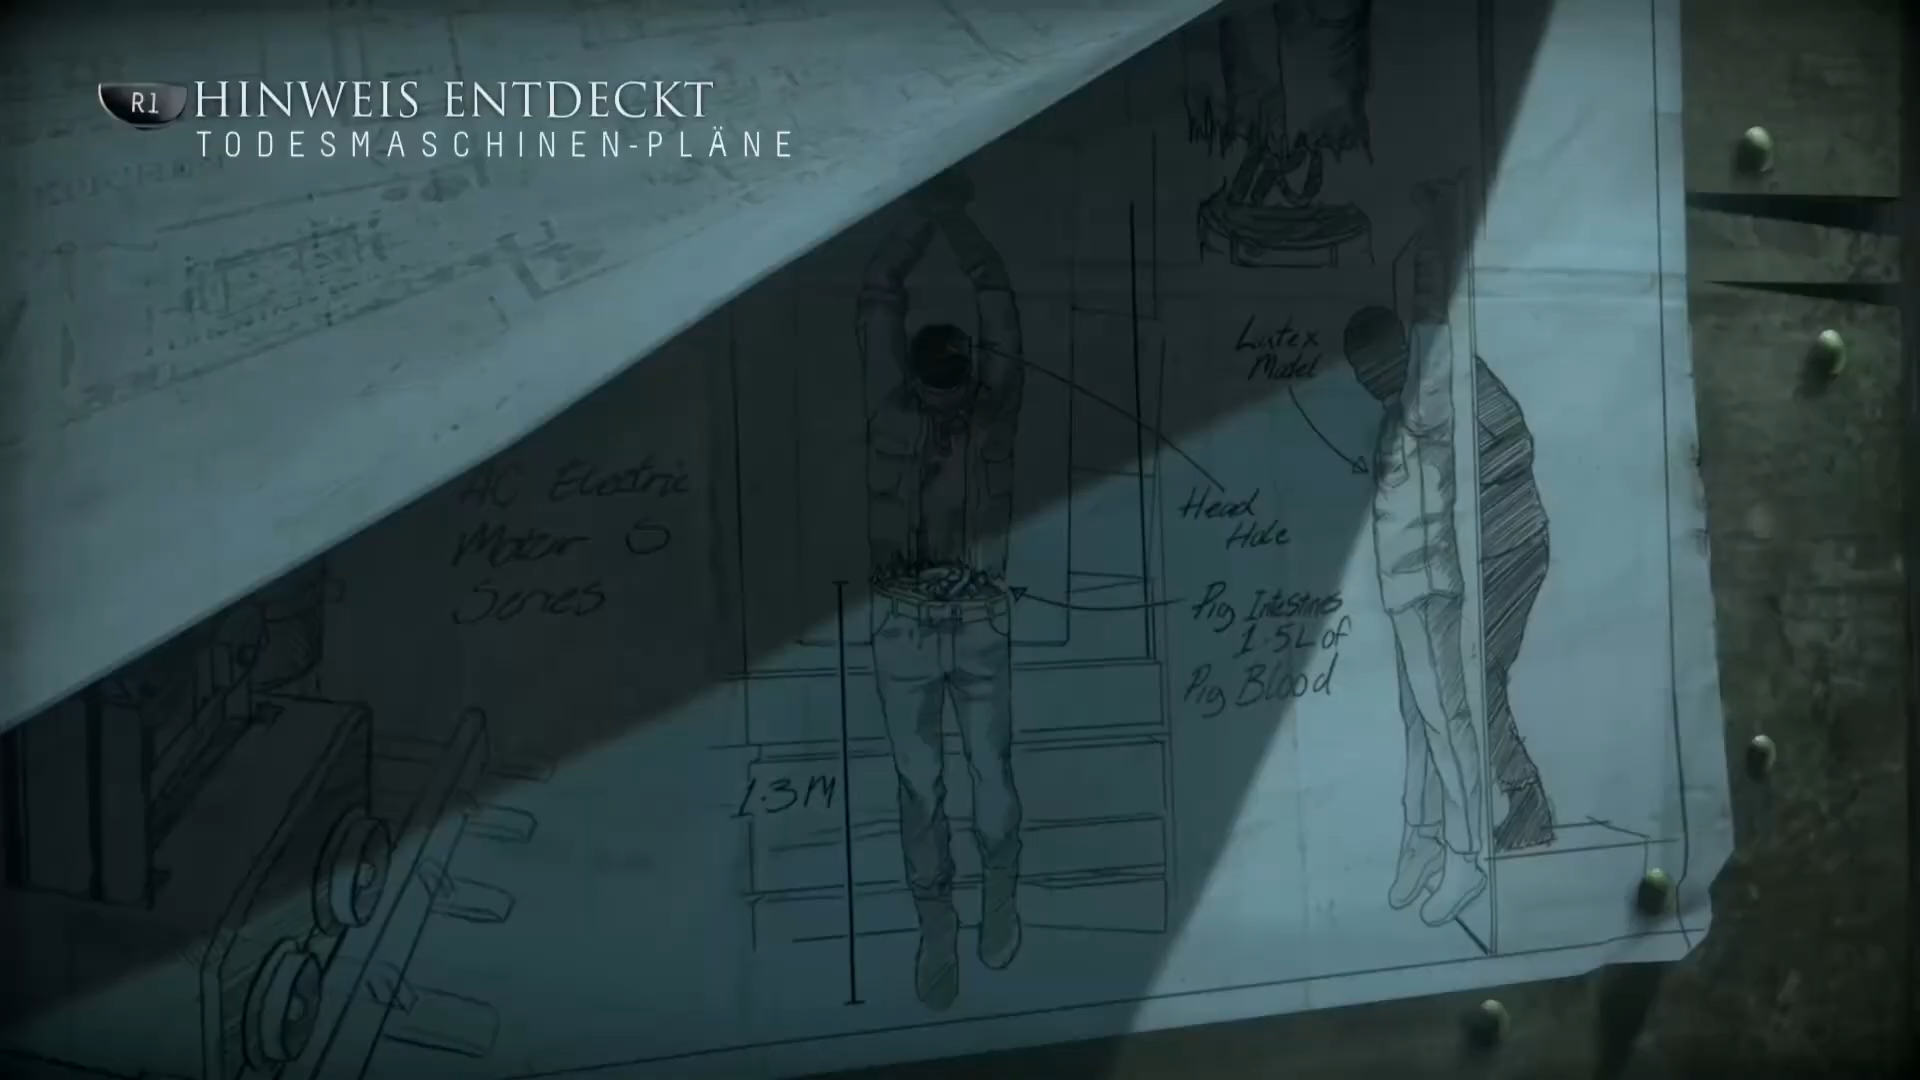 R1
HINWEIS ENTDECKT
TODESMASCHINEN-PLÄNE
AC Electric
Motor S
Series
Latex
Model
Head
Hole
Pig Intestines
1.5L of
Pig Blood
1.3M